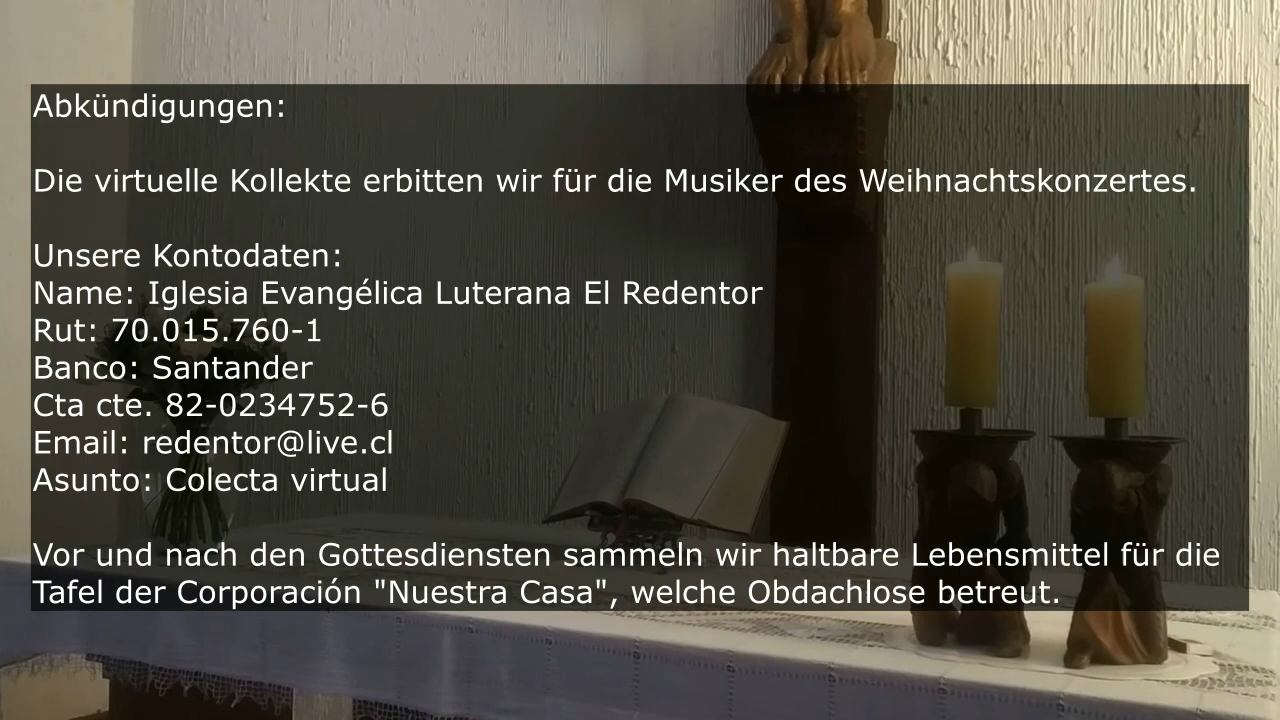 Abkündigungen:
Die virtuelle Kollekte erbitten wir für die Musiker des Weihnachtskonzertes.
Unsere Kontodaten:
Name: Iglesia Evangélica Luterana El Redentor
Rut: 70.015.760-1
Banco: Santander
Cta cte. 82-0234752-6
Email: redentor@live.cl
Asunto: Colecta virtual
Vor und nach den Gottesdiensten sammeln wir haltbare Lebensmittel für die
Tafel der Corporación "Nuestra Casa", welche Obdachlose betreut.